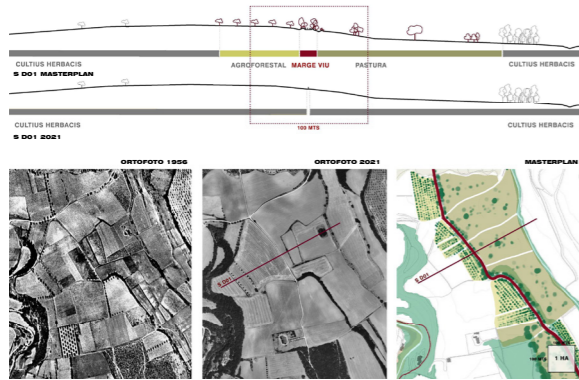 CULTIUS HERBACIS
AGROFORESTAL
MARGE VIU
PASTURA
CULTIUS HERBACIS
S D01 MASTERPLAN
CULTIUS HERBACIS
CULTIUS HERBACIS
S D01 2021
100 MTS
ORTOFOTO 1956
ORTOFOTO 2021
MASTERPLAN
S D01
S D01
1 HA